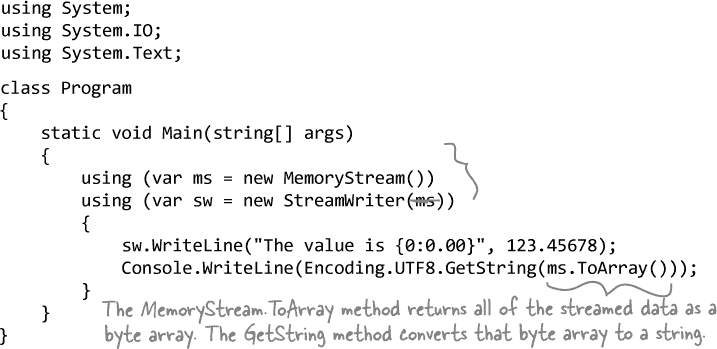 using System;
using System.IO;
using System.Text;
class Program
{
    static void Main(string[] args)
    {
        using (var ms = new MemoryStream())
        using (var sw = new StreamWriter(ms))
        {
            sw.WriteLine("The value is {0:0.00}", 123.45678);
            Console.WriteLine(Encoding.UTF8.GetString(ms.ToArray()));
        }
    }
The MemoryStream.ToArray method returns all of the streamed data as a
byte array. The GetString method converts that byte array to a string.
}